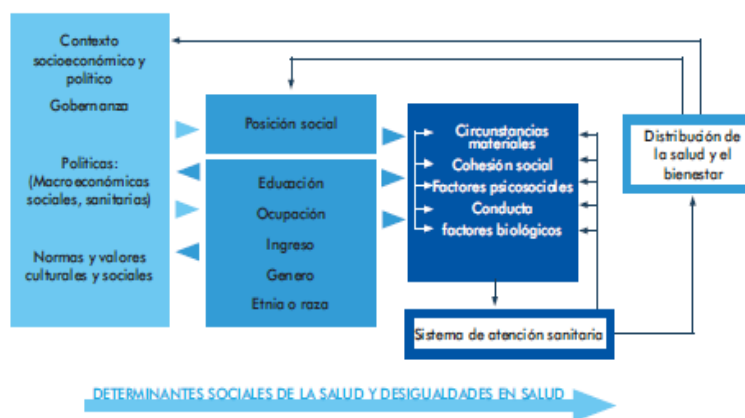 Contexto
socioeconómico y
político
Gobernanza
Políticas:
(Macroeconómicas
sociales, sanitarias)
Normas y valores
culturales y sociales
Posición social
Educación
Ocupación
Ingreso
Genero
Etnia o raza
Circunstancias
materiales
Cohesión social
Factores psicosociales
Conducta
factores biológicos
Sistema de atención sanitaria
Distribución de
la salud y el
bienestar
DETERMINANTES SOCIALES DE LA SALUD Y DESIGUALDADES EN SALUD